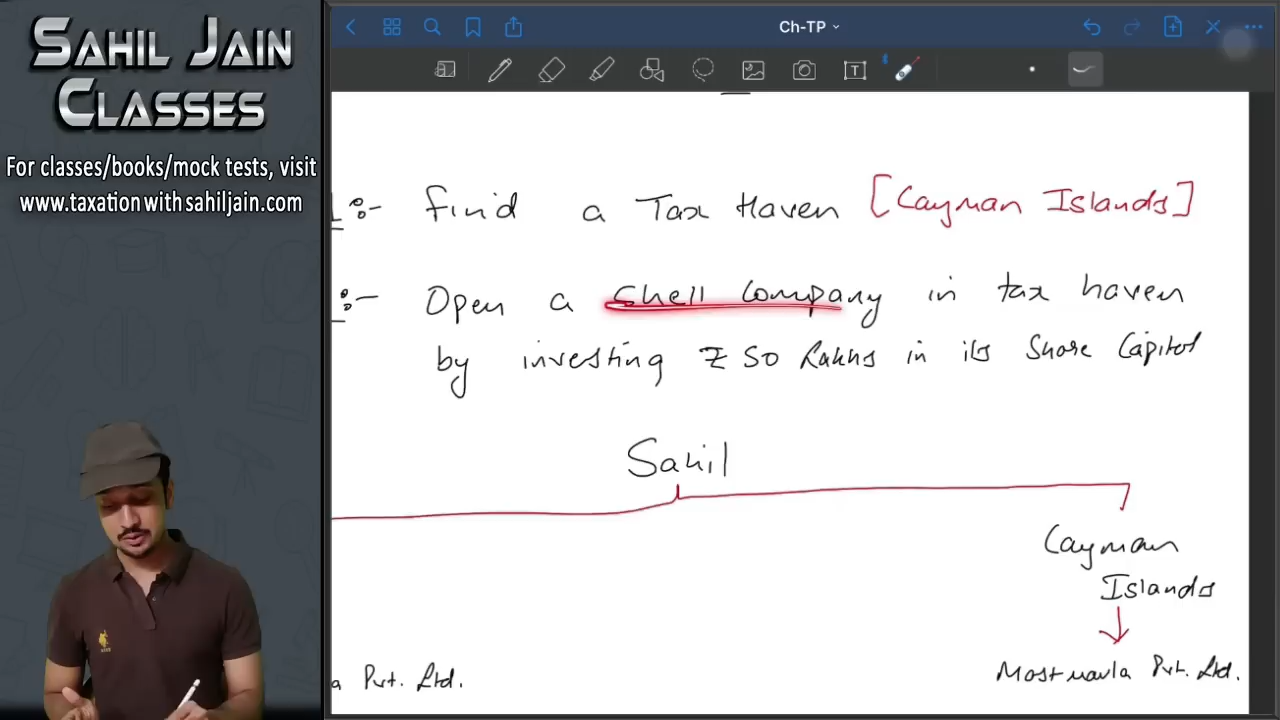 SAHIL JAIN
CLASSES
For classes/books/mock tests, visit
www.taxationwithsahiljain.com
Ch-TP
T
1:- Find a Tax Haven [Cayman Islands]
:- Open a Shell Company in tax haven
by investing ₹ 50 Lakhs in its Share Capital
Sahil
Cayman
Islands
a Pvt. Ltd.
Mastmaula Pvt. Ltd.